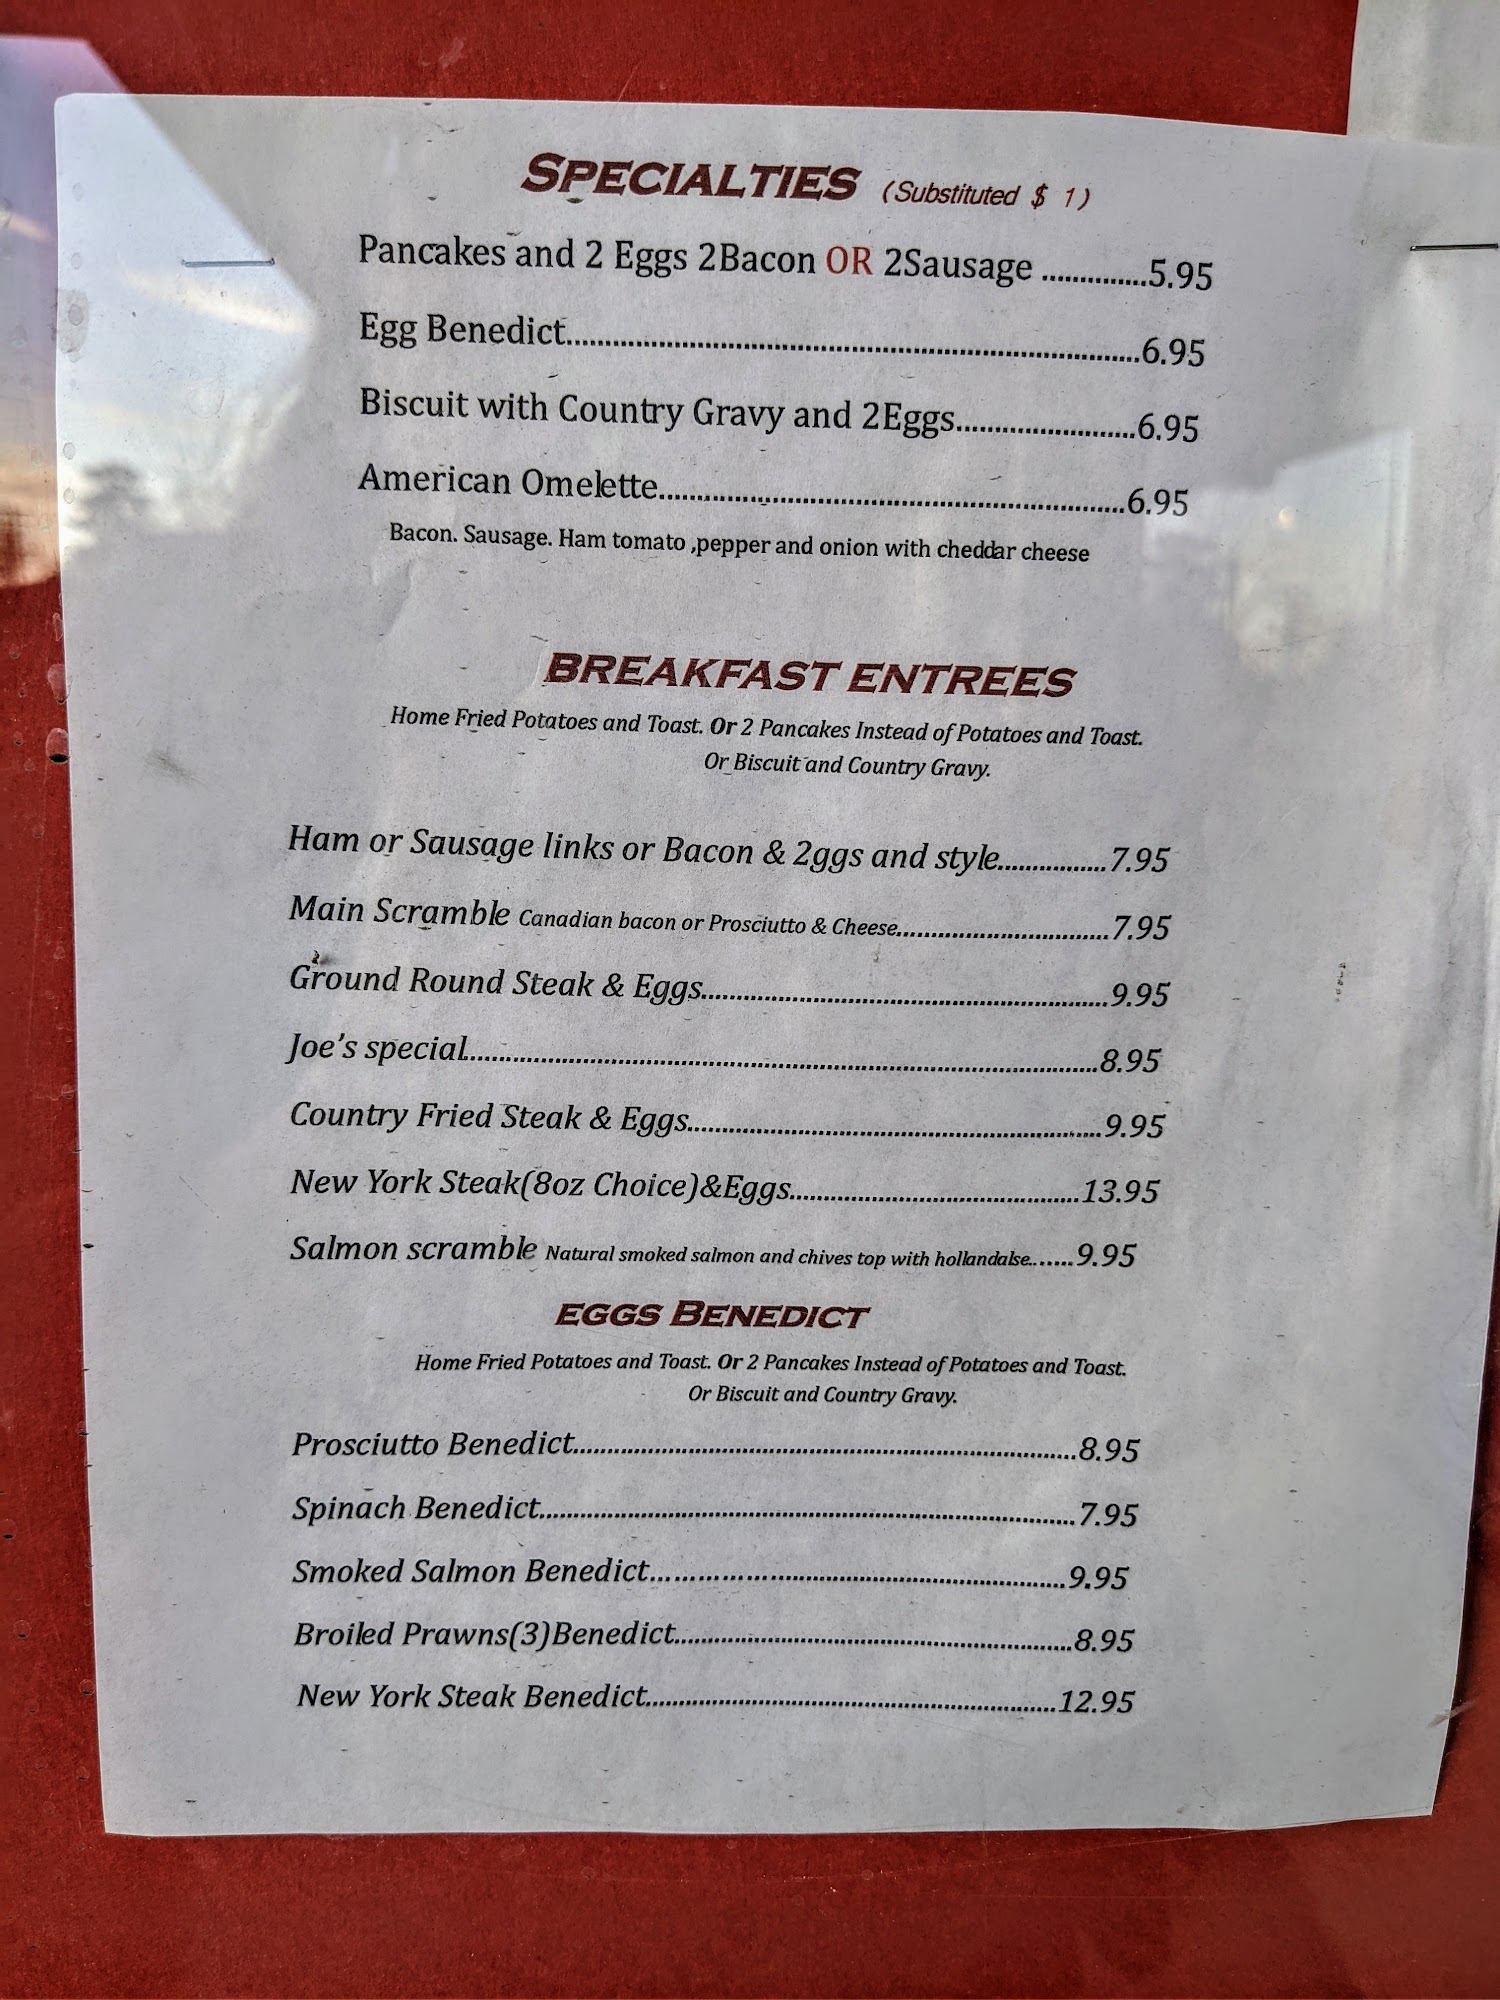 SPECIALTIES (Substituted $ 1)
Pancakes and 2 Eggs 2Bacon OR 2Sausage ..............5.95
Egg Benedict...........................................................................6.95
Biscuit with Country Gravy and 2Eggs........................6.95
American Omelette.............................................................6.95
Bacon. Sausage. Ham tomato ,pepper and onion with cheddar cheese
BREAKFAST ENTREES
Home Fried Potatoes and Toast. Or 2 Pancakes Instead of Potatoes and Toast.
Or Biscuit and Country Gravy.
Ham or Sausage links or Bacon & 2ggs and style................7.95
Main Scramble Canadian bacon or Prosciutto & Cheese................................7.95
Ground Round Steak & Eggs.............................................................9.95
Joe's special...............................................................................................8.95
Country Fried Steak & Eggs..............................................................9.95
New York Steak(8oz Choice)&Eggs...........................................13.95
Salmon scramble Natural smoked salmon and chives top with hollandalse.......9.95
EGGS BENEDICT
Home Fried Potatoes and Toast. Or 2 Pancakes Instead of Potatoes and Toast.
Or Biscuit and Country Gravy.
Prosciutto Benedict...........................................................................8.95
Spinach Benedict................................................................................7.95
Smoked Salmon Benedict..............................................................9.95
Broiled Prawns(3)Benedict...........................................................8.95
New York Steak Benedict.............................................................12.95